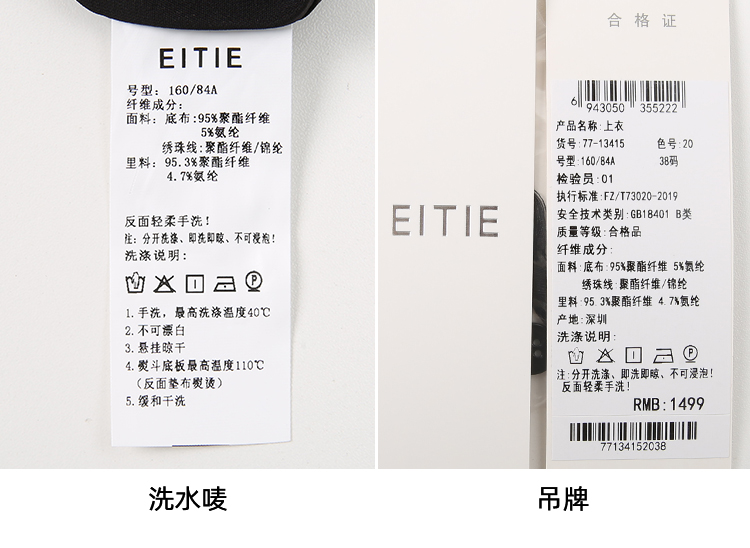 EITIE
号型: 160/84A
纤维成分:
面料: 底布:95%聚酯纤维
5%氨纶
绣珠线:聚酯纤维/锦纶
里料: 95.3%聚酯纤维
4.7%氨纶
反面轻柔手洗!
注: 分开洗涤、即洗即晾、不可浸泡!
洗涤说明:
1.手洗，最高洗涤温度40℃
2.不可漂白
3.悬挂晾干
4.熨斗底板最高温度110℃
（反面垫布熨烫）
5.缓和干洗
洗水唛
EITIE
合格证
6 943050 355222
产品名称:上衣
货号:77-13415 色号:20
号型:160/84A 38码
检验员:01
执行标准:FZ/T73020-2019
安全技术类别:GB18401 B类
质量等级:合格品
纤维成分:
面料: 底布:95%聚酯纤维 5%氨纶
绣珠线:聚酯纤维/锦纶
里料:95.3%聚酯纤维 4.7%氨纶
产地:深圳
洗涤说明:
P
注:分开洗涤、即洗即晾、不可浸泡!
反面轻柔手洗!
RMB:1499
77134152038
吊牌